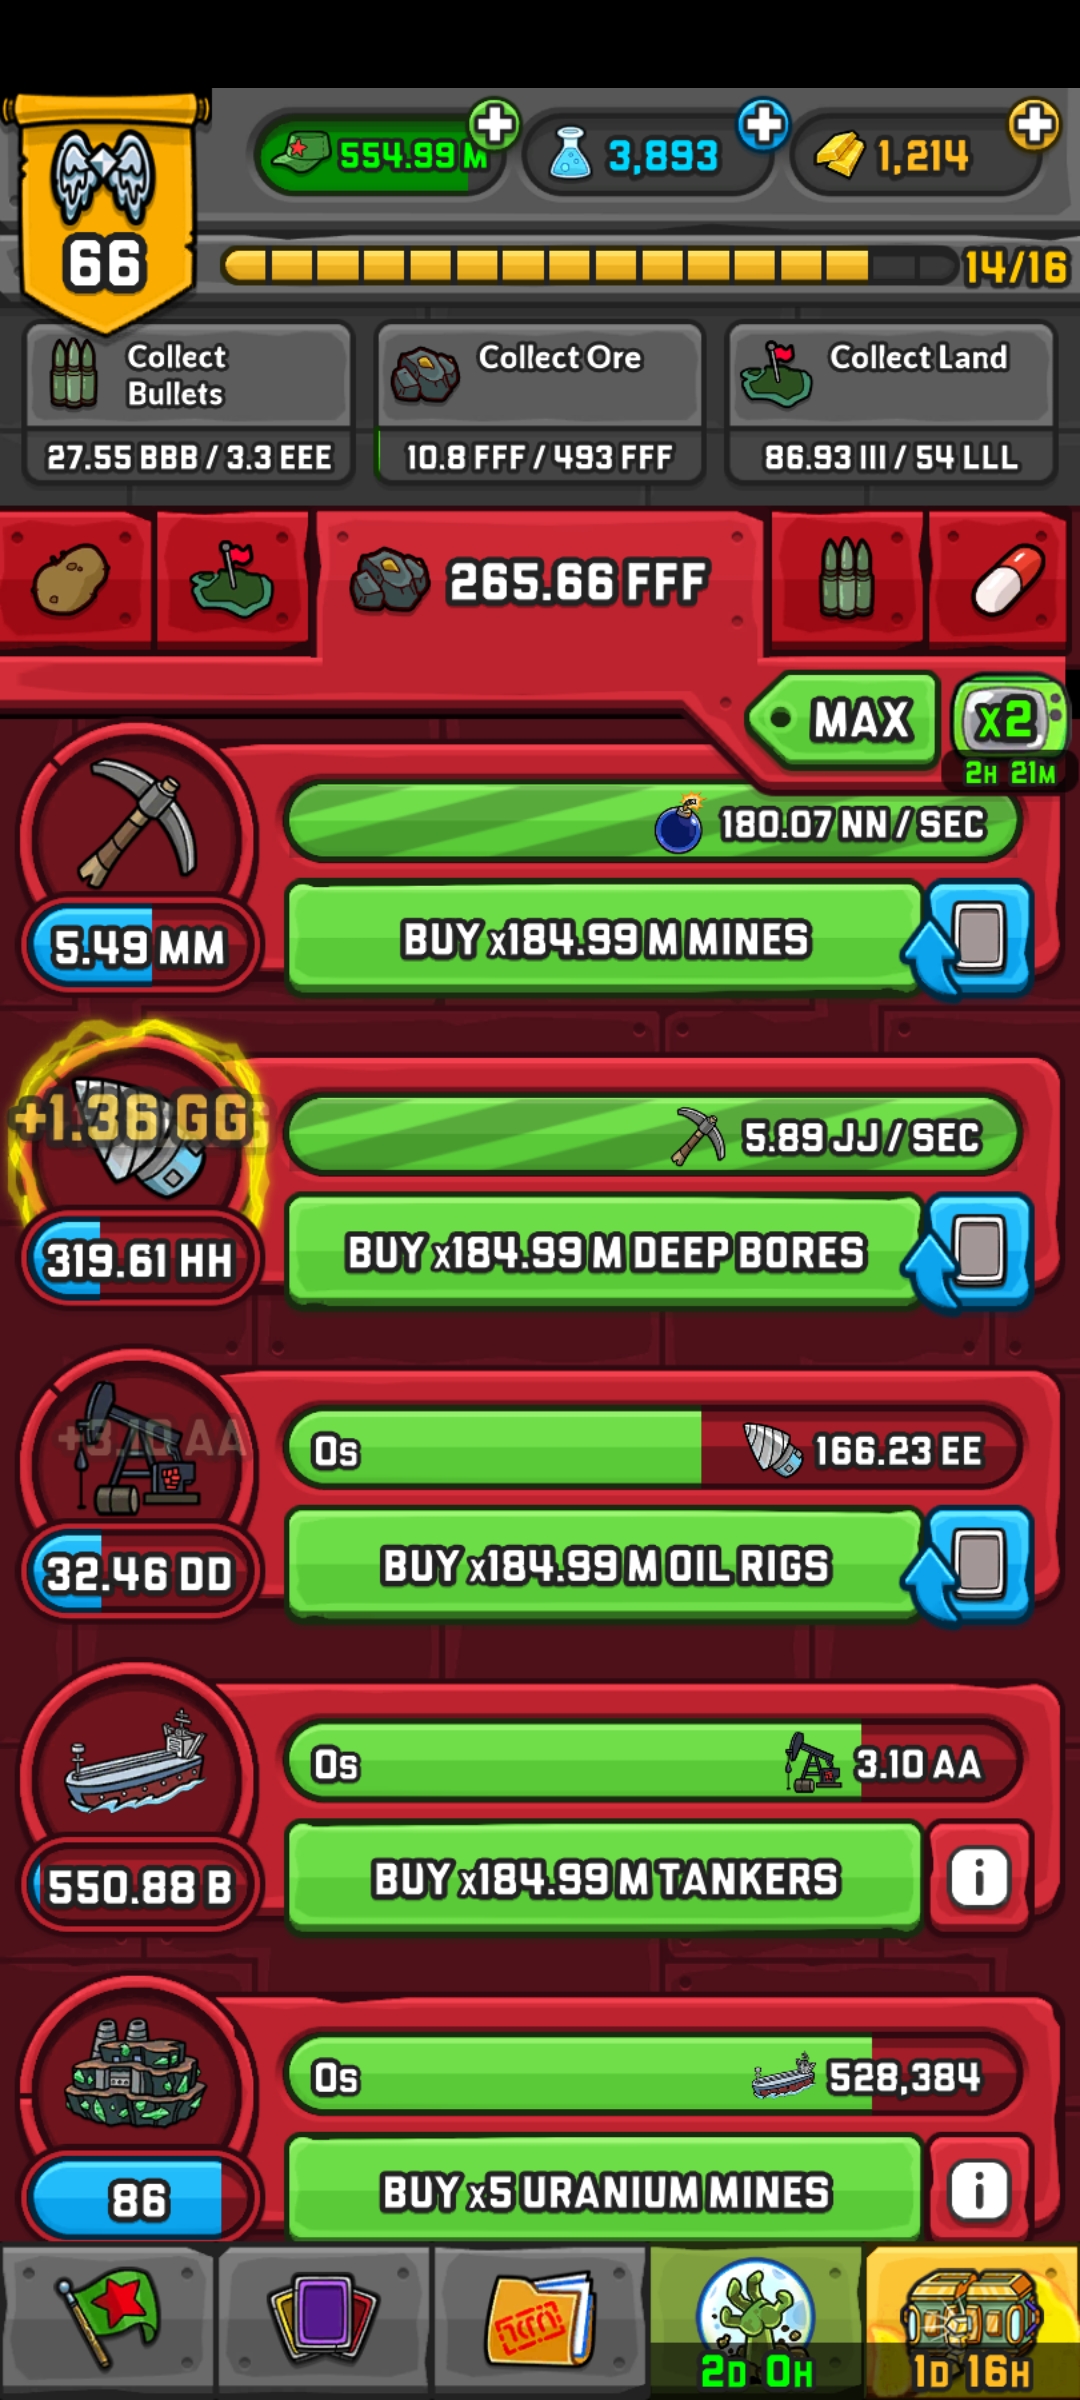 554.99 M
3,893
1,214
66
14/16
Collect
Bullets
27.55 BBB / 3.3 EEE
Collect Ore
10.8 FFF / 493 FFF
Collect Land
86.93 III / 54 LLL
265.66 FFF
MAX
x2
2H 21M
180.07 NN / SEC
5.49 MM
BUY x184.99 M MINES
+1.36 GG
5.89 JJ / SEC
319.61 HH
BUY x184.99 M DEEP BORES
+3.10 AA
0s
166.23 EE
32.46 DD
BUY x184.99 M OIL RIGS
0s
3.10 AA
550.88 B
BUY x184.99 M TANKERS
i
0s
528,384
86
BUY x5 URANIUM MINES
i
2D 0H
1D 16H